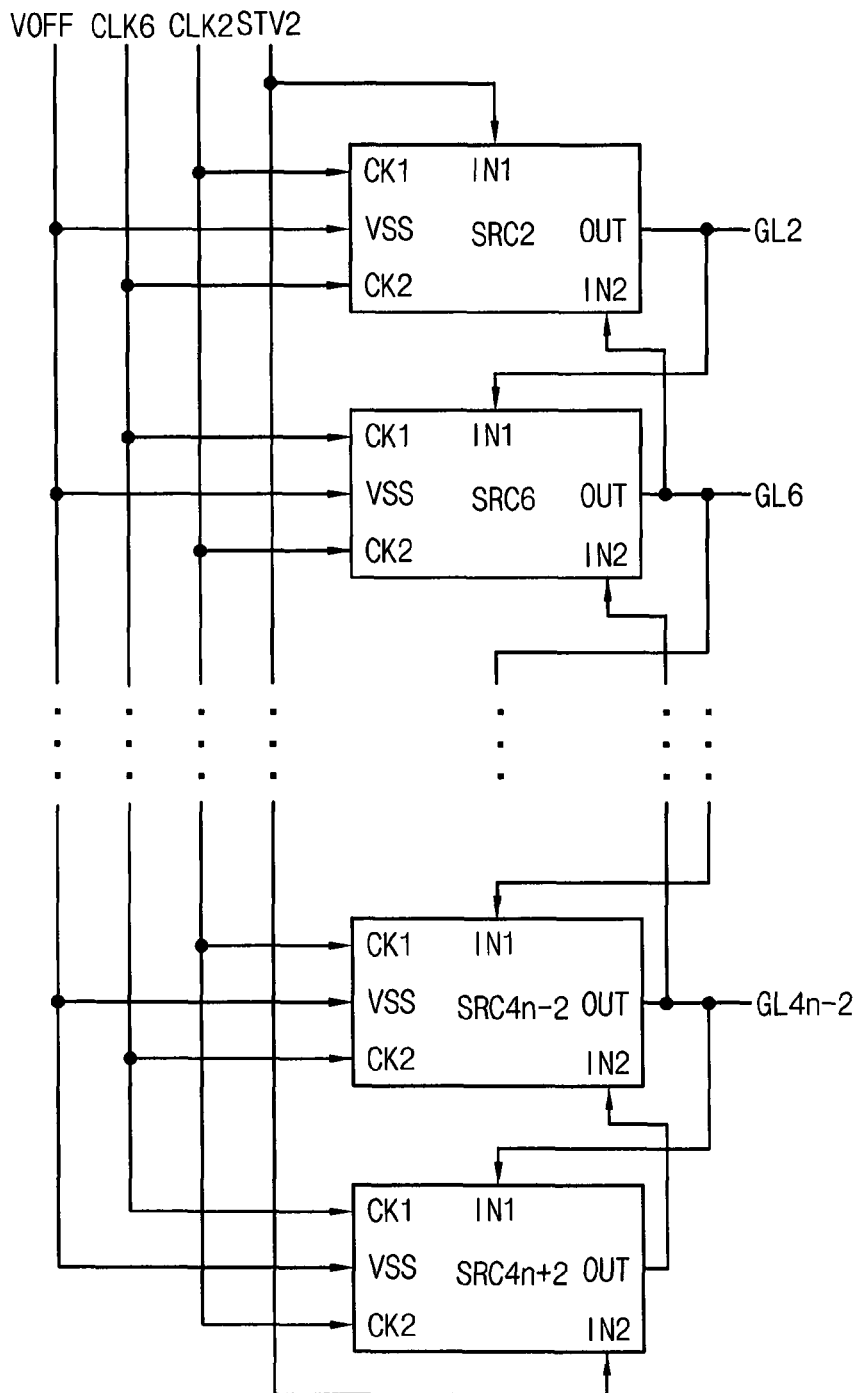 VOFF CLK6 CLK2 STV2
CK1 IN1
VSS SRC2 OUT GL2
CK2 IN2
CK1 IN1
VSS SRC6 OUT GL6
CK2 IN2
CK1 IN1
VSS SRC4n-2 OUT GL4n-2
CK2 IN2
CK1 IN1
VSS SRC4n+2 OUT
CK2 IN2